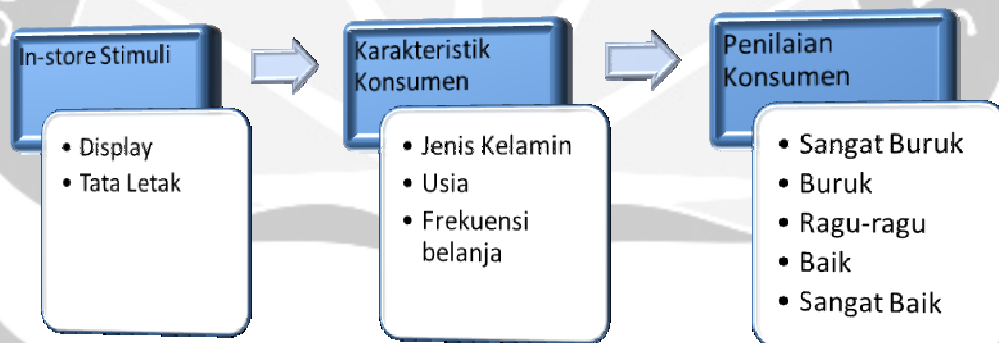 In-store Stimuli
• Display
• Tata Letak
Karakteristik
Konsumen
• Jenis Kelamin
• Usia
• Frekuensi
belanja
Penilaian
Konsumen
• Sangat Buruk
• Buruk
• Ragu-ragu
• Baik
• Sangat Baik